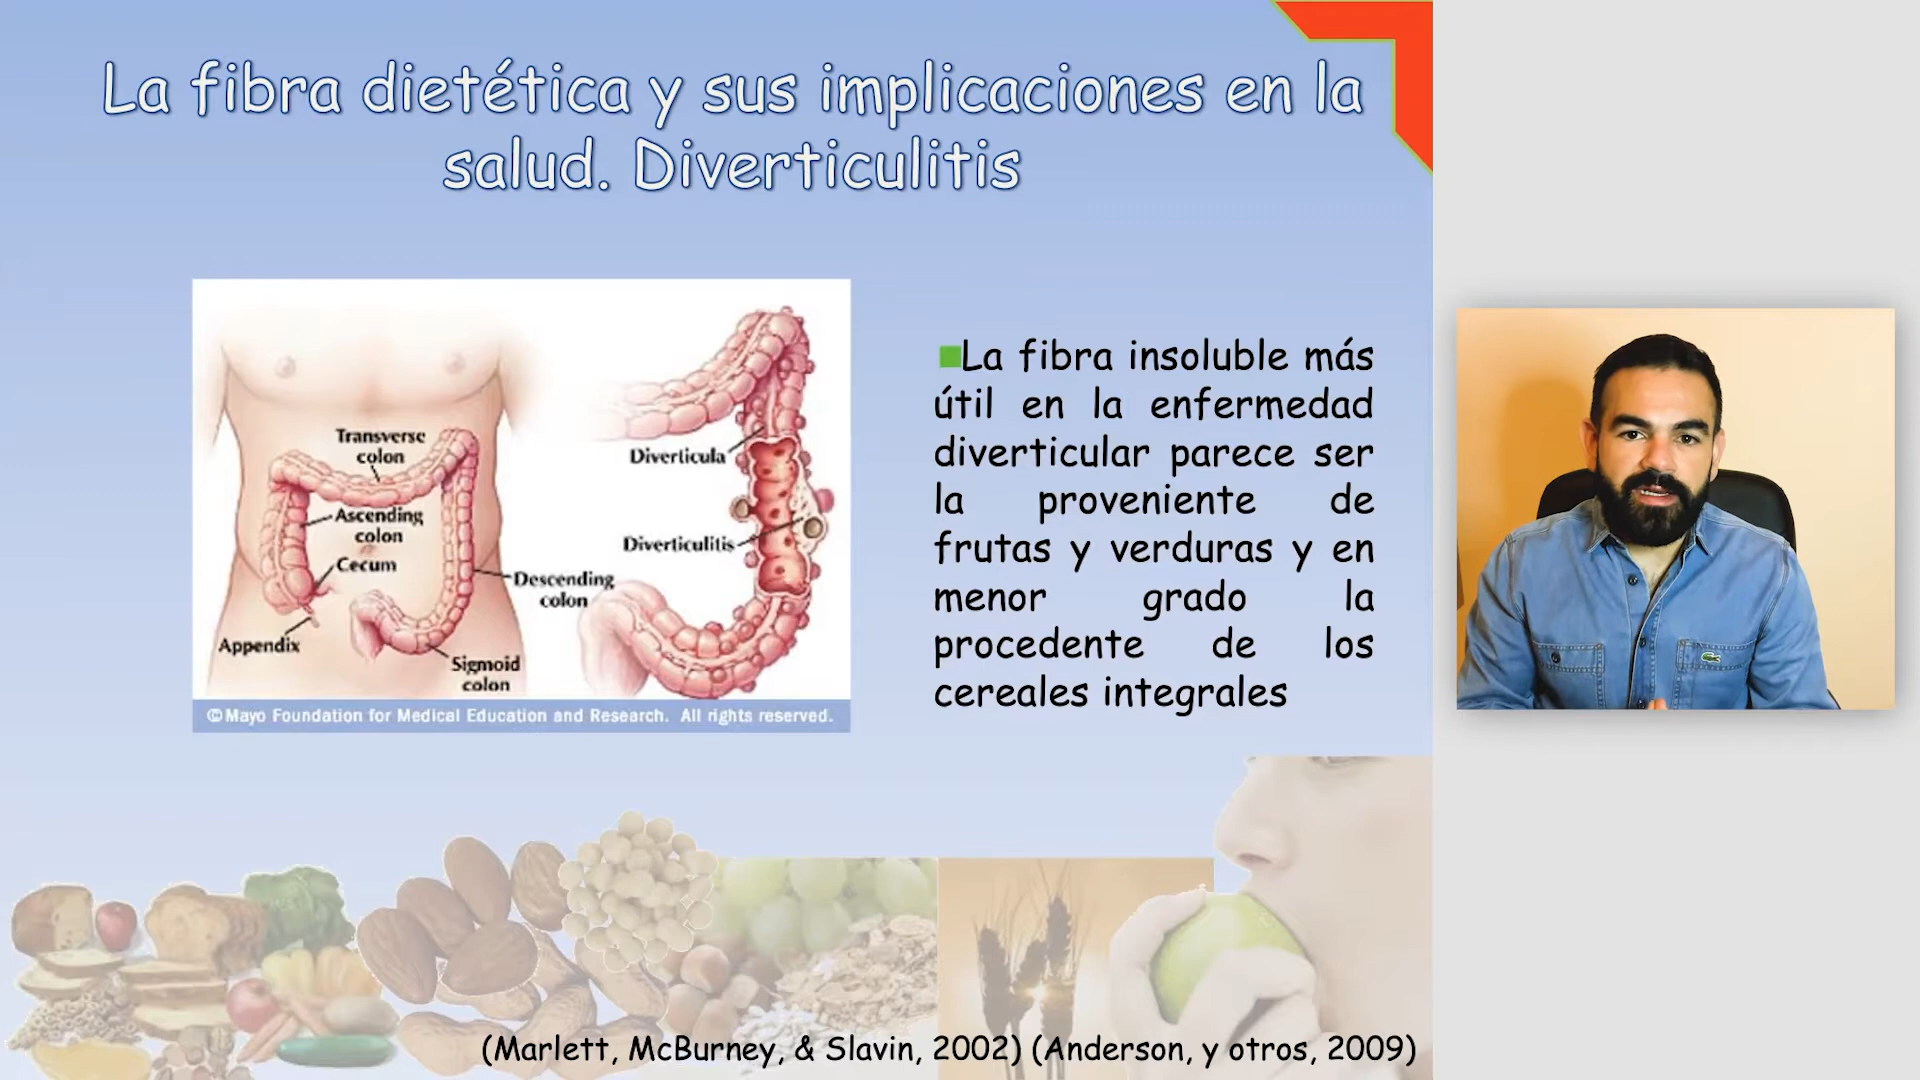 La fibra dietética y sus implicaciones en la
salud. Diverticulitis
Transverse
colon
Ascending
colon
Cecum
Descending
colon
Appendix
Sigmoid
colon
Diverticula
Diverticulitis
©Mayo Foundation for Medical Education and Research. All rights reserved.
La fibra insoluble más
útil en la enfermedad
diverticular parece ser
la proveniente de
frutas y verduras y en
menor grado la
procedente de los
cereales integrales
(Marlett, McBurney, & Slavin, 2002) (Anderson, y otros, 2009)